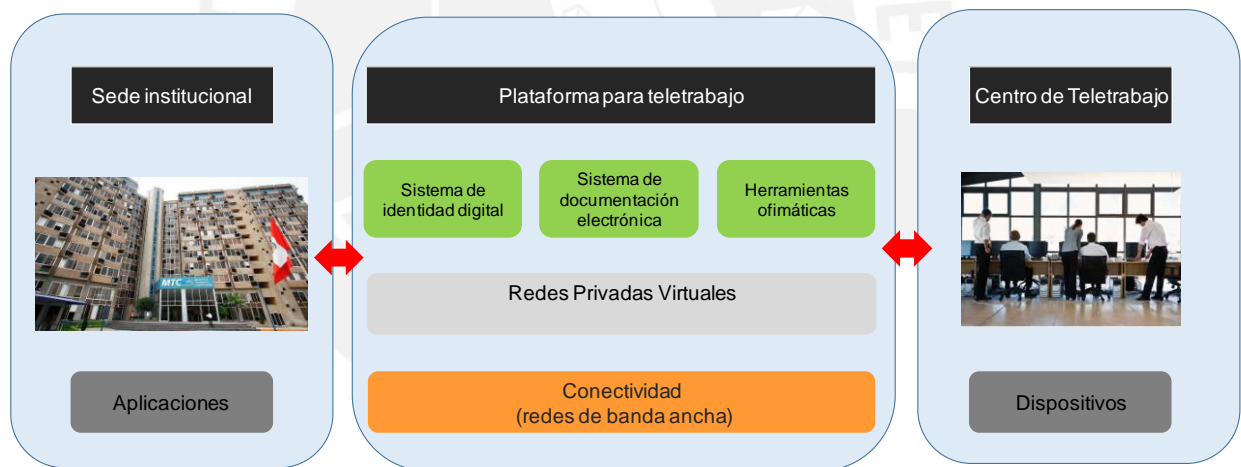 Sede institucional
Plataforma para teletrabajo
Centro de Teletrabajo
Sistema de
identidad digital
Sistema de
documentación
electrónica
Herramientas
ofimáticas
MTC
Redes Privadas Virtuales
Aplicaciones
Conectividad
(redes de banda ancha)
Dispositivos